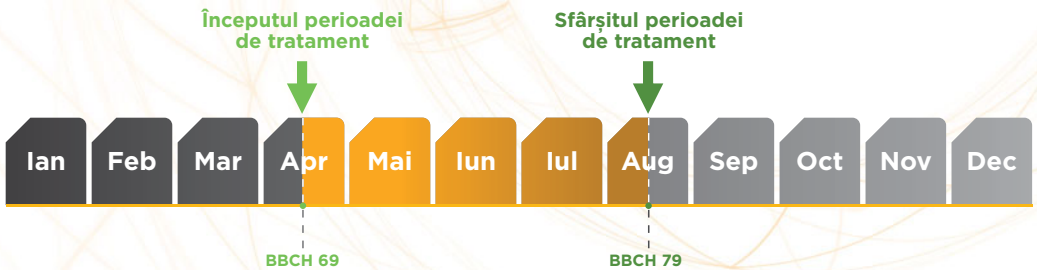 Începutul perioadei
de tratament
Sfârșitul perioadei
de tratament
Ian Feb Mar Apr Mai Iun Iul Aug Sep Oct Nov Dec
BBCH 69
BBCH 79